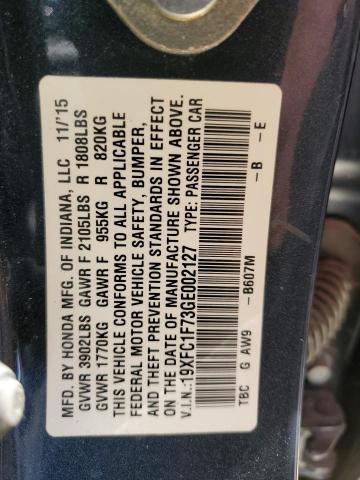 MFD. BY HONDA MFG. OF INDIANA, LLC 11/'15
GVWR 3902LBS GAWR F 2105LBS R 1808LBS
GVWR 1770KG GAWR F 955KG R 820KG
THIS VEHICLE CONFORMS TO ALL APPLICABLE
FEDERAL MOTOR VEHICLE SAFETY, BUMPER,
AND THEFT PREVENTION STANDARDS IN EFFECT
ON THE DATE OF MANUFACTURE SHOWN ABOVE.
V.I.N.:19XFC1F73GE002127 TYPE: PASSENGER CAR
TBC G AW9 -B607M -B -E